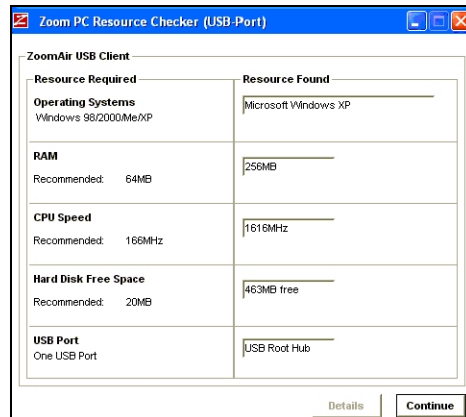 Zoom PC Resource Checker (USB-Port)
ZoomAir USB Client
Resource Required Resource Found
Operating Systems
Windows 98/2000/Me/XP
Microsoft Windows XP
RAM
Recommended: 64MB
256MB
CPU Speed
Recommended: 166MHz
1616MHz
Hard Disk Free Space
Recommended: 20MB
463MB free
USB Port
One USB Port
USB Root Hub
Details Continue